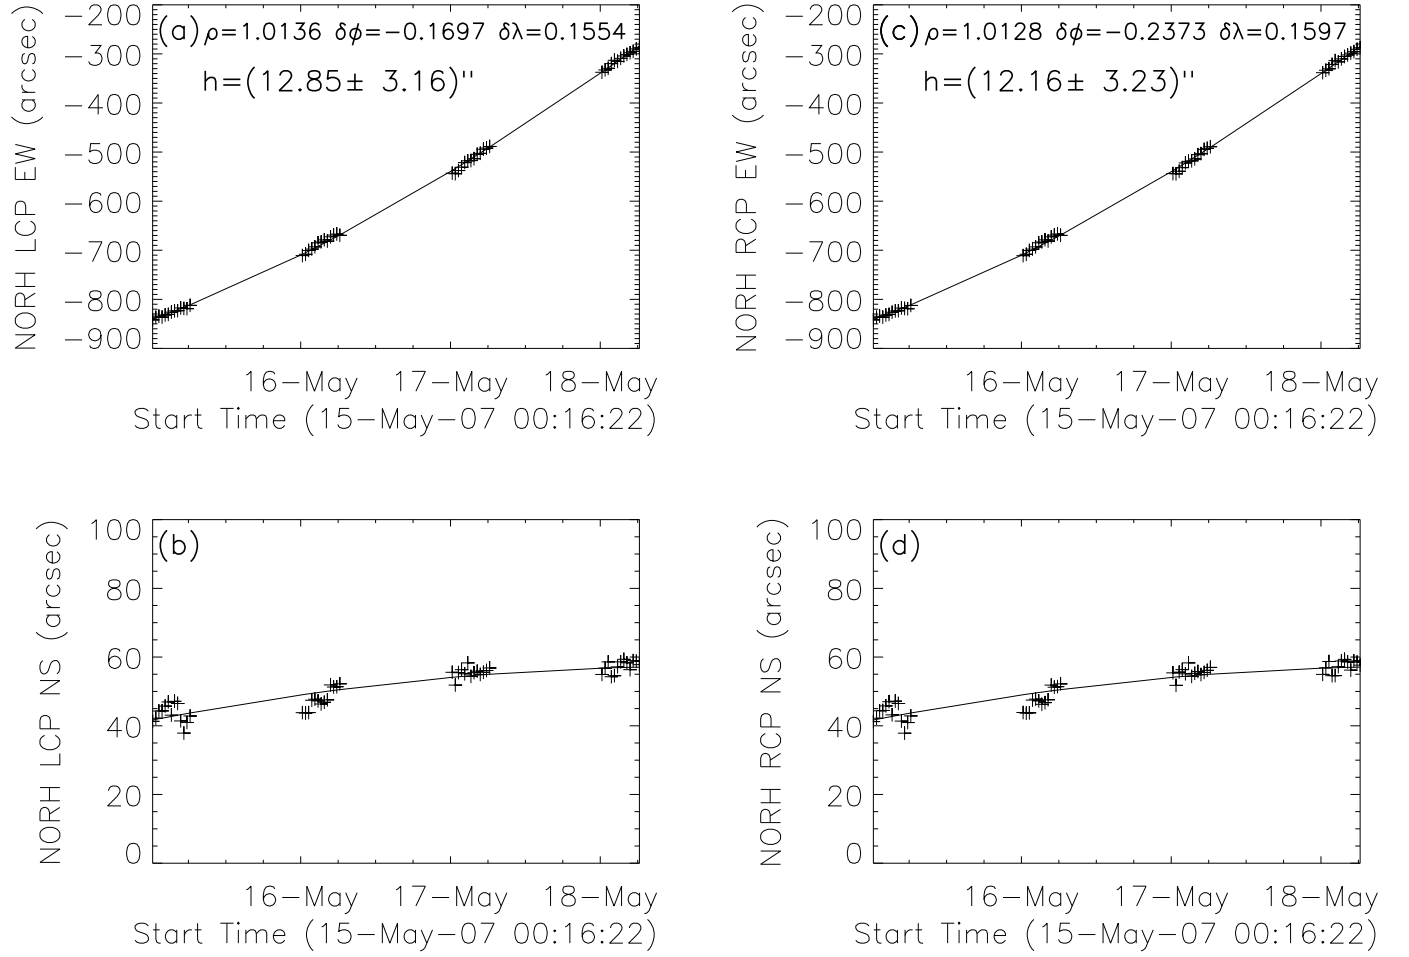 (a) ρ=1.0136 δφ=−0.1697 δλ=0.1554
h=(12.85± 3.16)"
NORH LCP EW (arcsec)
−200
−300
−400
−500
−600
−700
−800
−900
16−May 17−May 18−May
Start Time (15−May−07 00:16:22)
(c) ρ=1.0128 δφ=−0.2373 δλ=0.1597
h=(12.16± 3.23)"
NORH RCP EW (arcsec)
−200
−300
−400
−500
−600
−700
−800
−900
16−May 17−May 18−May
Start Time (15−May−07 00:16:22)
(b)
NORH LCP NS (arcsec)
100
80
60
40
20
0
16−May 17−May 18−May
Start Time (15−May−07 00:16:22)
(d)
NORH RCP NS (arcsec)
100
80
60
40
20
0
16−May 17−May 18−May
Start Time (15−May−07 00:16:22)